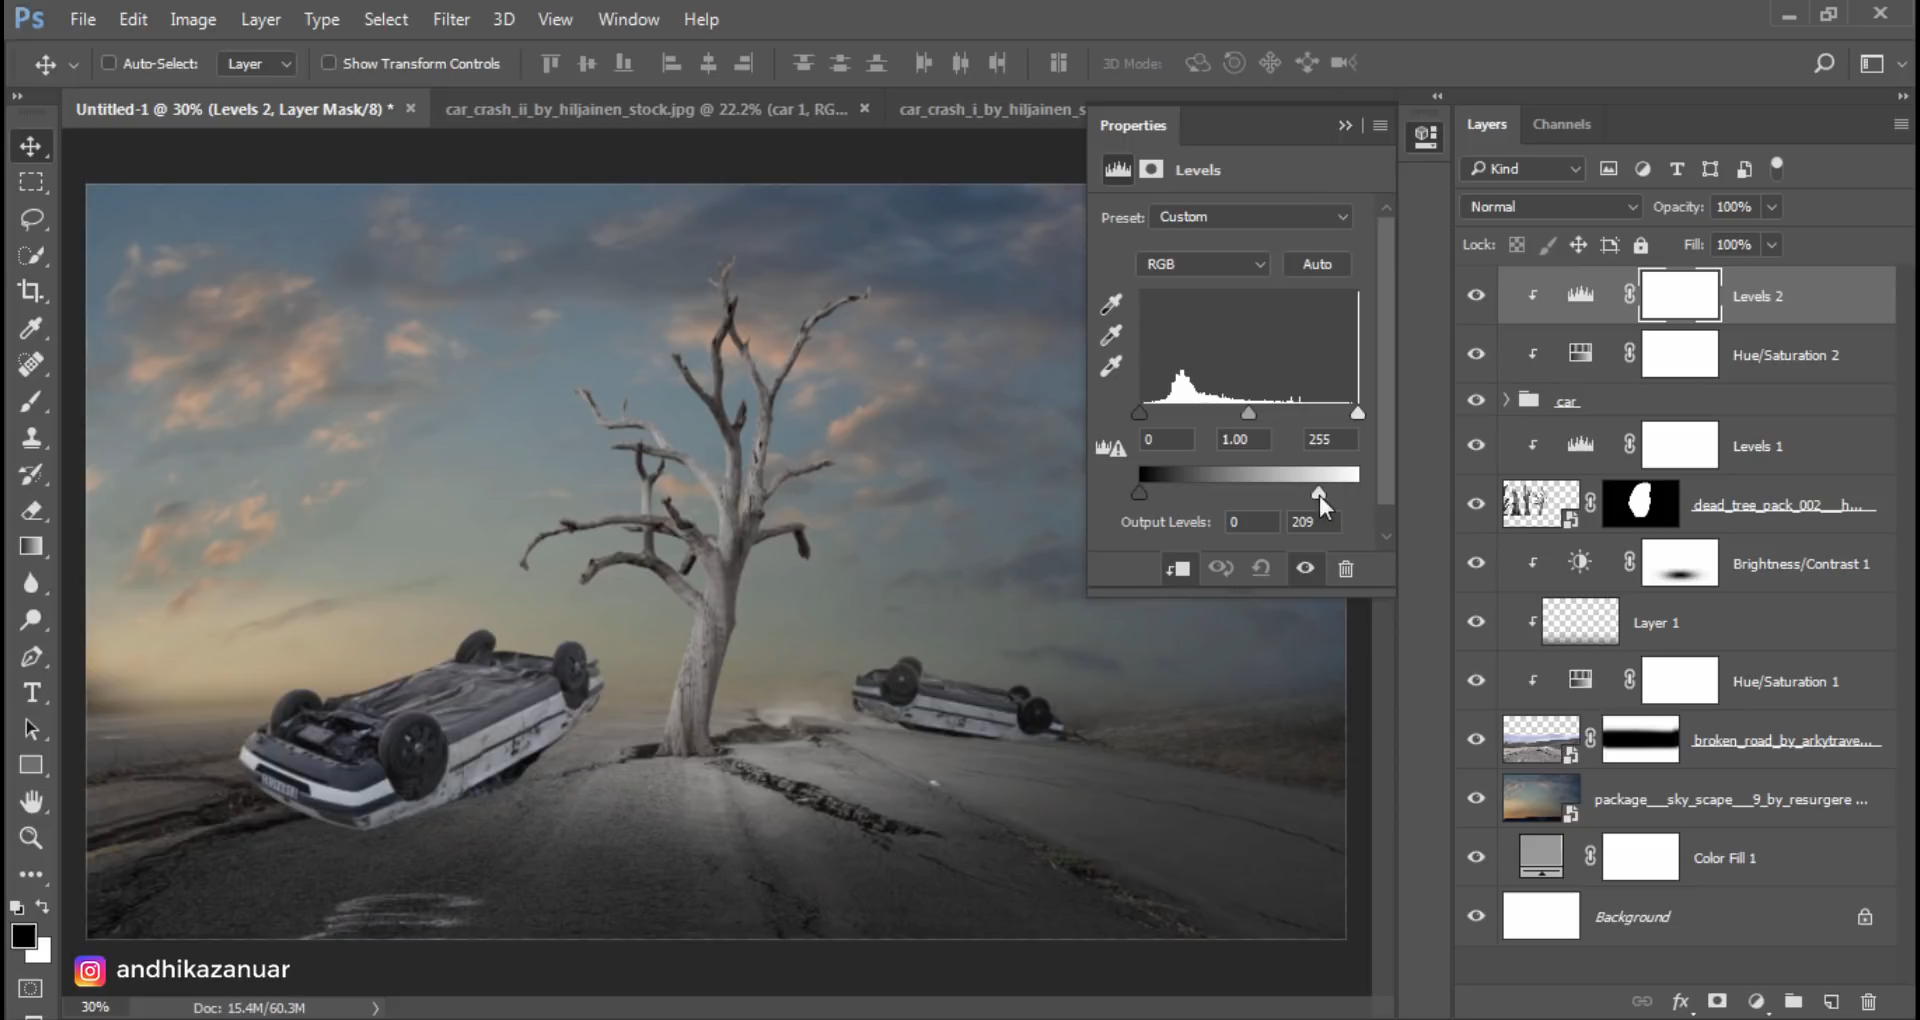 Ps File Edit Image Layer Type Select Filter 3D View Window Help
Auto-Select: Layer Show Transform Controls 3D Mode:
Untitled-1 @ 30% (Levels 2, Layer Mask/8) * car_crash_ii_by_hiljainen_stock.jpg @ 22.2% (car 1, RG... car_crash_i_by_hiljainen_s
Properties
Levels
Preset: Custom
RGB Auto
0 1.00 255
Output Levels: 0 209
Layers Channels
Kind
Normal Opacity: 100%
Lock: Fill: 100%
Levels 2
Hue/Saturation 2
car
Levels 1
dead_tree_pack_002___h...
Brightness/Contrast 1
Layer 1
Hue/Saturation 1
broken_road_by_arkytrave...
package___sky_scape___9_by_resurgere ...
Color Fill 1
Background
andhikazanuar
30% Doc: 15.4M/60.3M
fx